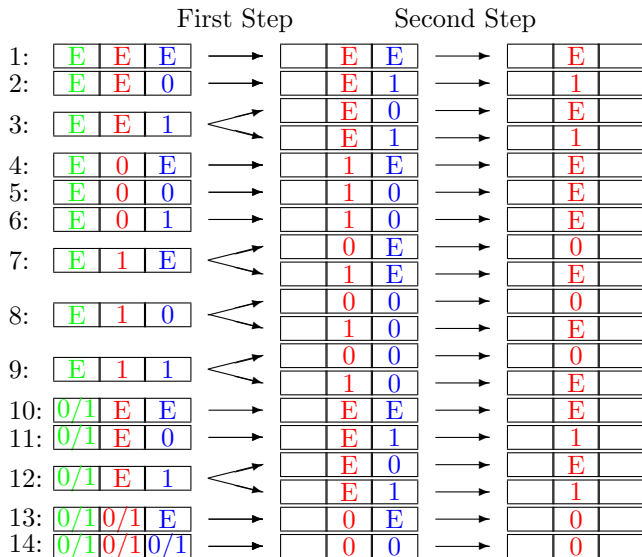 First Step Second Step
1: E E E E E E
2: E E 0 E 1 1
E 0 E
3: E E 1
E 1 1
4: E 0 E 1 E E
5: E 0 0 1 0 E
6: E 0 1 1 0 E
0 E 0
7: E 1 E
1 E E
0 0 0
8: E 1 0
1 0 E
0 0 0
9: E 1 1
1 0 E
10: 0/1 E E E E E
11: 0/1 E 0 E 1 1
E 0 E
12: 0/1 E 1
E 1 1
13: 0/1 0/1 E 0 E 0
14: 0/1 0/1 0/1 0 0 0